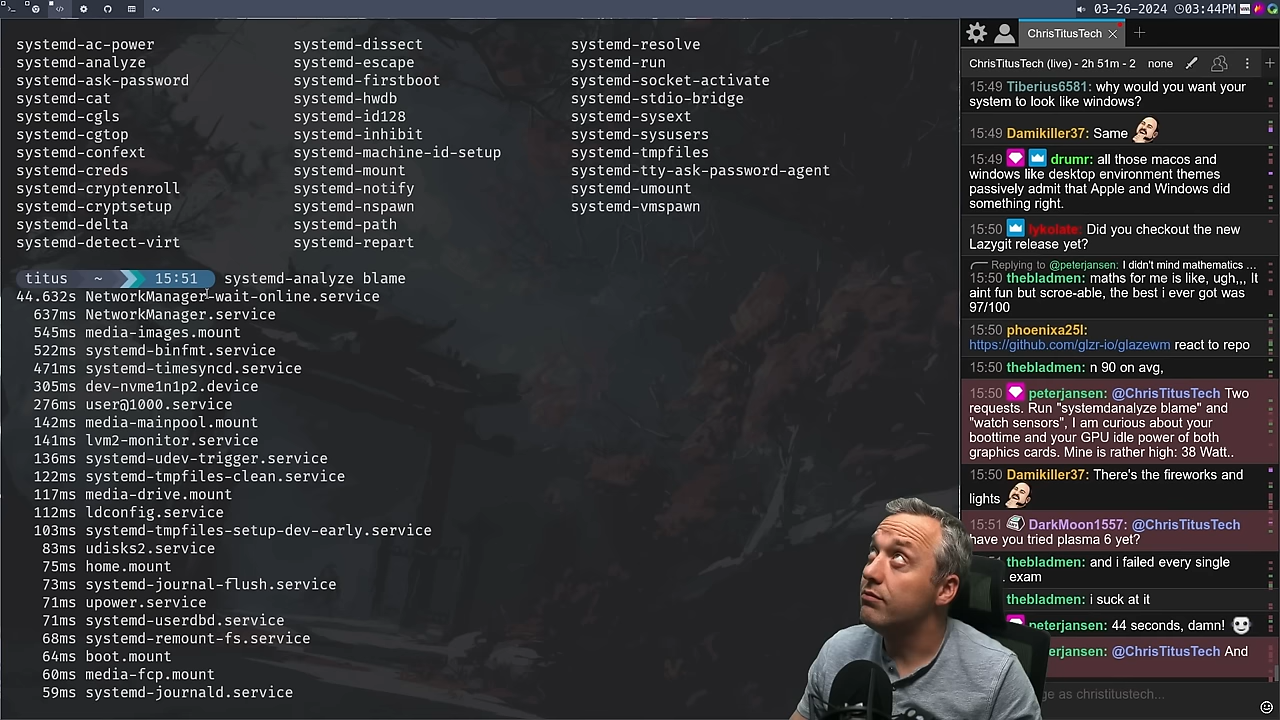 03-26-2024 03:44PM
systemd-ac-power systemd-dissect systemd-resolve
systemd-analyze systemd-escape systemd-run
systemd-ask-password systemd-firstboot systemd-socket-activate
systemd-cat systemd-hwdb systemd-stdio-bridge
systemd-cgls systemd-id128 systemd-sysext
systemd-cgtop systemd-inhibit systemd-sysusers
systemd-confext systemd-machine-id-setup systemd-tmpfiles
systemd-creds systemd-mount systemd-tty-ask-password-agent
systemd-cryptenroll systemd-notify systemd-umount
systemd-cryptsetup systemd-nspawn systemd-vmspawn
systemd-delta systemd-path
systemd-detect-virt systemd-repart
titus ~ 15:51 systemd-analyze blame
44.632s NetworkManager-wait-online.service
637ms NetworkManager.service
545ms media-images.mount
522ms systemd-binfmt.service
471ms systemd-timesyncd.service
305ms dev-nvme1n1p2.device
276ms user@1000.service
142ms media-mainpool.mount
141ms lvm2-monitor.service
136ms systemd-udev-trigger.service
122ms systemd-tmpfiles-clean.service
117ms media-drive.mount
112ms ldconfig.service
103ms systemd-tmpfiles-setup-dev-early.service
83ms udisks2.service
75ms home.mount
73ms systemd-journal-flush.service
71ms upower.service
71ms systemd-userdbd.service
68ms systemd-remount-fs.service
64ms boot.mount
60ms media-fcp.mount
59ms systemd-journald.service
ChrisTitusTech
ChrisTitusTech (live) - 2h 51m - 2 none
15:49 Tiberius6581: why would you want your
system to look like windows?
15:49 Damikiller37: Same
15:49 drumr: all those macos and
windows like desktop environment themes
passively admit that Apple and Windows did
something right.
15:50 lykolate: Did you checkout the new
Lazygit release yet?
Replying to @peterjansen: I didn't mind mathematics ...
15:50 thebladmen: maths for me is like, ugh,,, It
aint fun but scroe-able, the best i ever got was
97/100
15:50 phoenixa25l:
https://github.com/glzr-io/glazewm react to repo
15:50 thebladmen: n 90 on avg,
15:50 peterjansen: @ChrisTitusTech Two
requests. Run "systemdanalyze blame" and
"watch sensors", I am curious about your
boottime and your GPU idle power of both
graphics cards. Mine is rather high: 38 Watt..
15:50 Damikiller37: There's the fireworks and
lights
15:51 DarkMoon1557: @ChrisTitusTech
have you tried plasma 6 yet?
thebladmen: and i failed every single
exam
thebladmen: i suck at it
peterjansen: 44 seconds, damn!
erjansen: @ChrisTitusTech And
ge as christitustech...